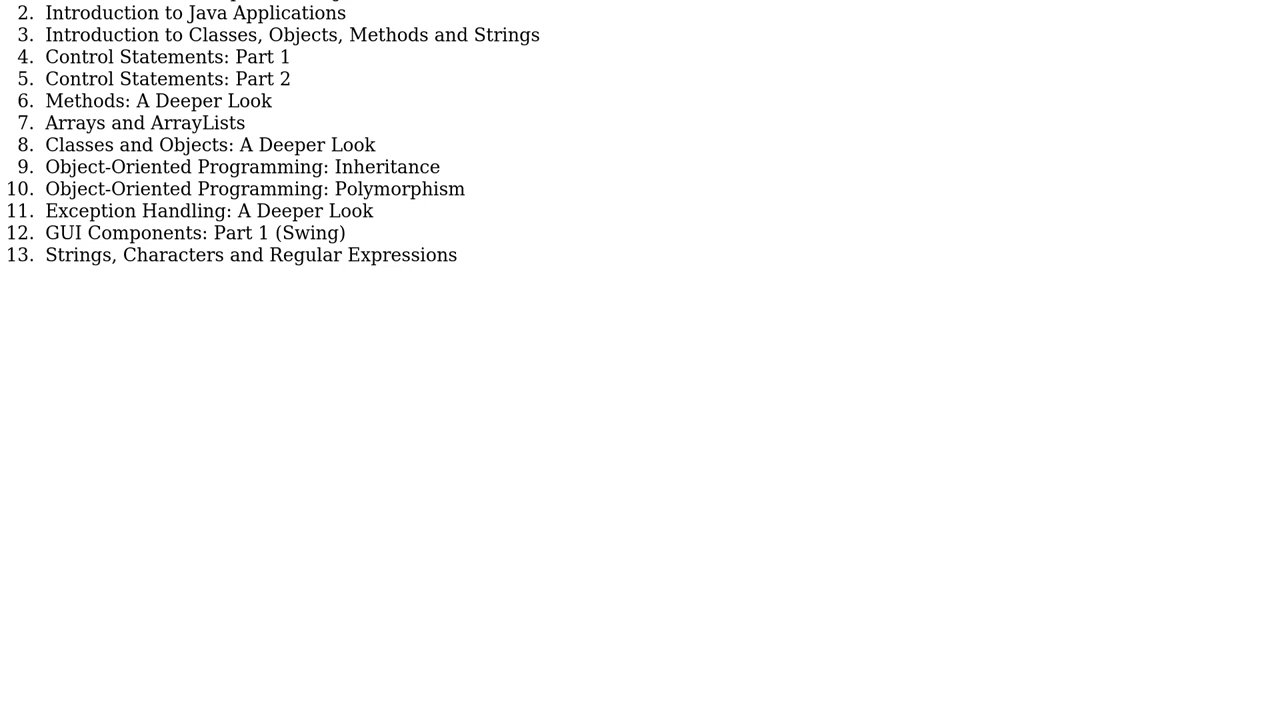 2. Introduction to Java Applications
3. Introduction to Classes, Objects, Methods and Strings
4. Control Statements: Part 1
5. Control Statements: Part 2
6. Methods: A Deeper Look
7. Arrays and ArrayLists
8. Classes and Objects: A Deeper Look
9. Object-Oriented Programming: Inheritance
10. Object-Oriented Programming: Polymorphism
11. Exception Handling: A Deeper Look
12. GUI Components: Part 1 (Swing)
13. Strings, Characters and Regular Expressions